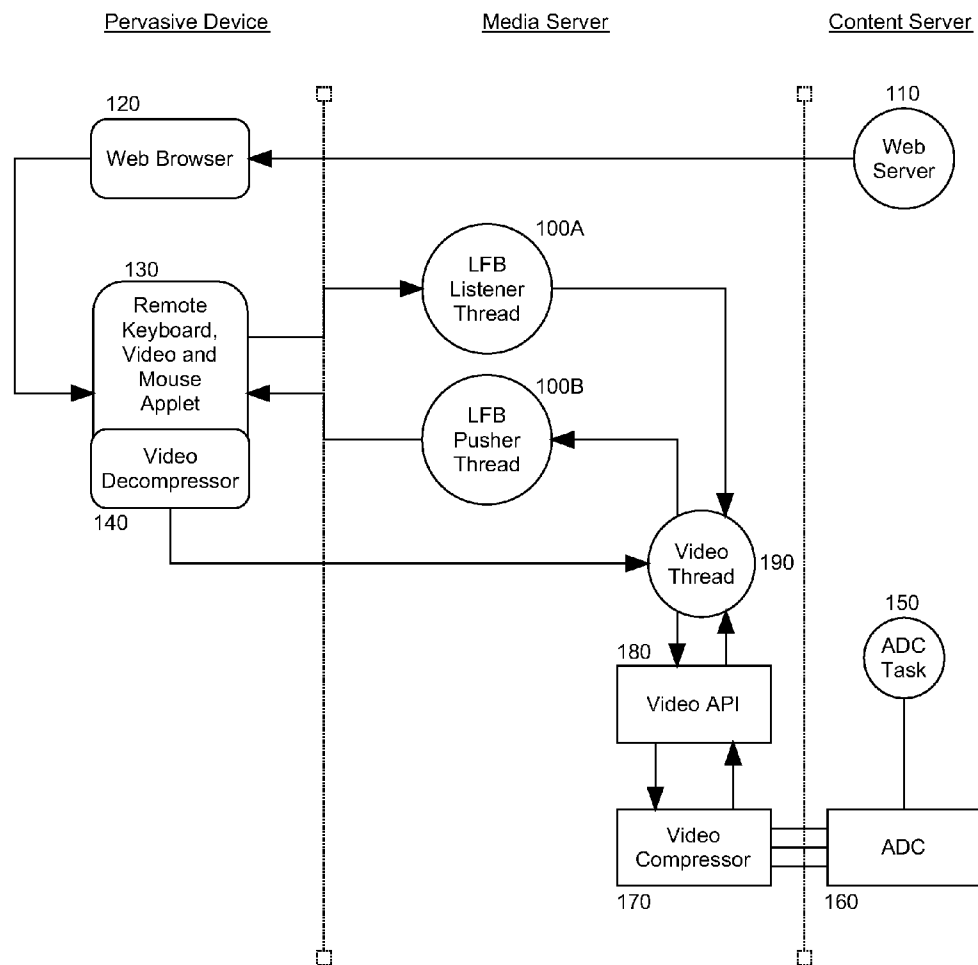 Pervasive Device
Media Server
Content Server
120
110
Web Browser
Web
Server
100A
130
LFB
Listener
Thread
Remote
Keyboard,
Video and
Mouse
Applet
100B
LFB
Pusher
Thread
Video
Decompressor
140
Video
Thread
190
150
ADC
Task
180
Video API
Video
Compressor
ADC
170
160